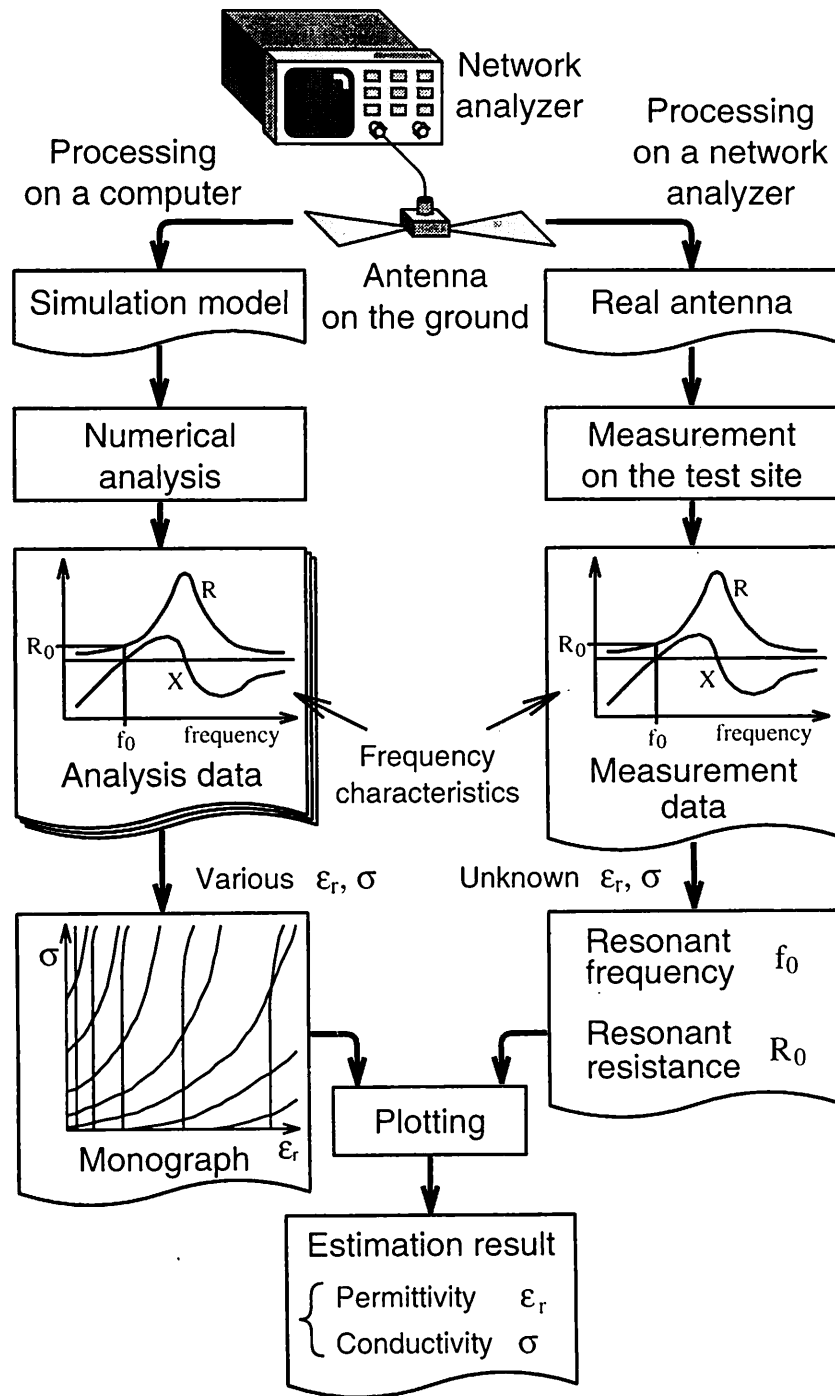 Network
analyzer
Processing
on a computer
Processing
on a network
analyzer
Antenna
on the ground
Simulation model
Real antenna
Numerical
analysis
Measurement
on the test site
R
R0
X
f0 frequency
Analysis data
R
R0
X
f0 frequency
Measurement
data
Frequency
characteristics
Various εr, σ
Unknown εr, σ
σ
εr
Monograph
Resonant
frequency f0
Resonant
resistance R0
Plotting
Estimation result
Permittivity εr
Conductivity σ